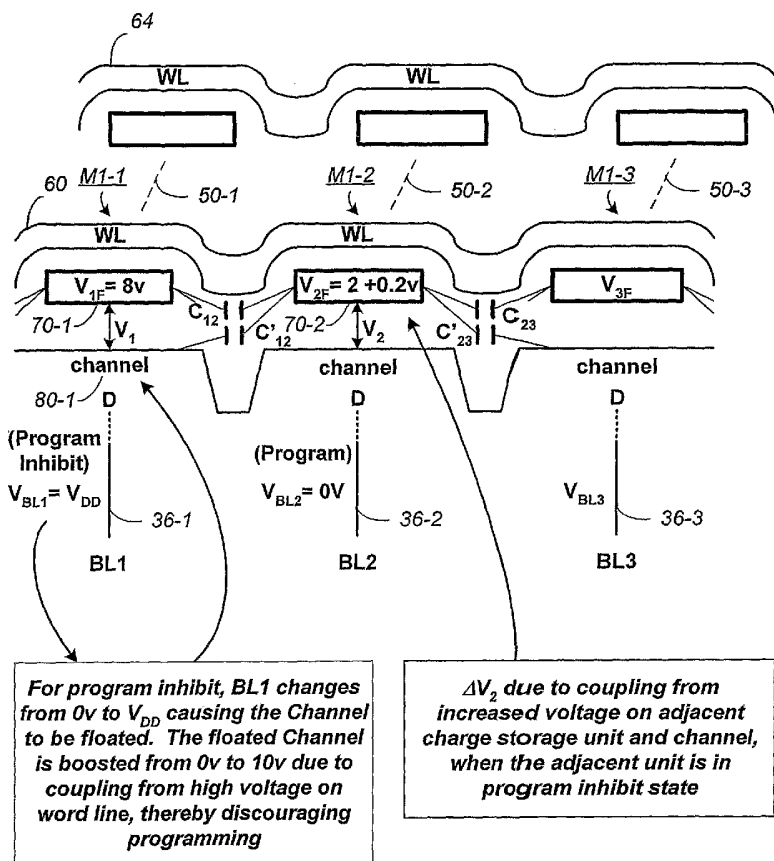 64
WL WL
60 M1-1 50-1 M1-2 50-2 M1-3 50-3
WL WL
V1F = 8v V2F = 2 +0.2v V3F
70-1 V1 C12 C'12 70-2 V2 C'23 C23
channel channel channel
80-1 D D D
(Program
Inhibit)
VBL1 = VDD
36-1
BL1
(Program)
VBL2 = 0V
36-2
BL2
VBL3
36-3
BL3
For program inhibit, BL1 changes
from 0v to VDD causing the Channel
to be floated. The floated Channel
is boosted from 0v to 10v due to
coupling from high voltage on
word line, thereby discouraging
programming
ΔV2 due to coupling from
increased voltage on adjacent
charge storage unit and channel,
when the adjacent unit is in
program inhibit state